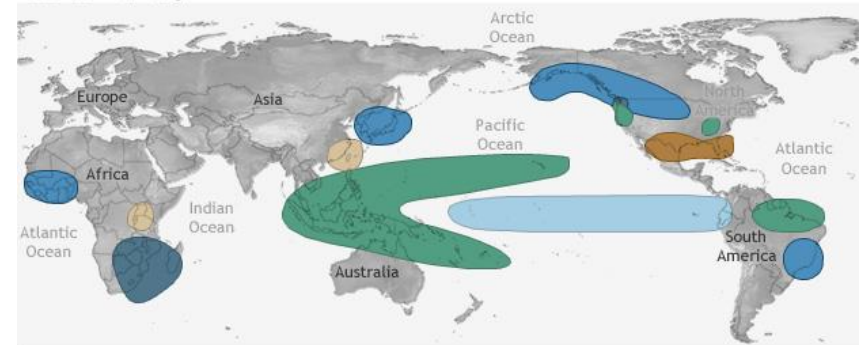 Arctic
Ocean
Europe
Asia
North
America
Pacific
Ocean
Atlantic
Ocean
Africa
Indian
Ocean
Atlantic
Ocean
South
America
Australia